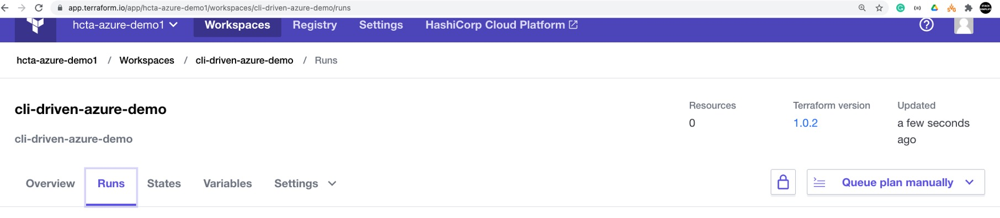 app.terraform.io/app/hcta-azure-demo1/workspaces/cli-driven-azure-demo/runs
hcta-azure-demo1 Workspaces Registry Settings HashiCorp Cloud Platform
hcta-azure-demo1 / Workspaces / cli-driven-azure-demo / Runs
cli-driven-azure-demo
cli-driven-azure-demo
Resources
0
Terraform version
1.0.2
Updated
a few seconds
ago
Overview Runs States Variables Settings
Queue plan manually